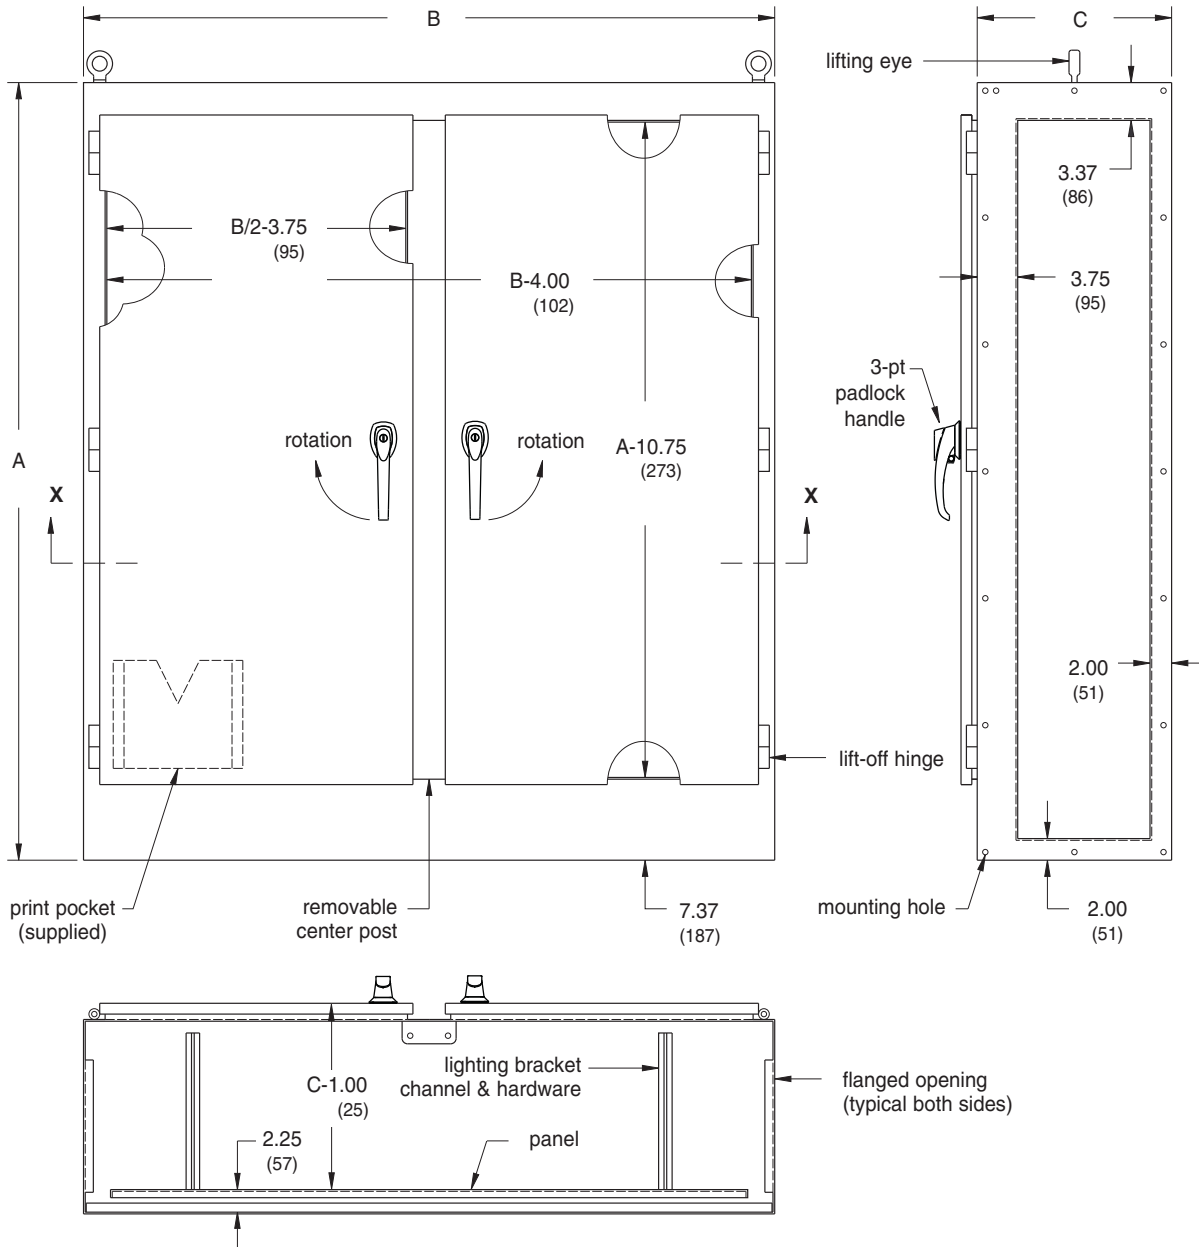 B
C
lifting eye
3.37
(86)
B/2-3.75
(95)
B-4.00
(102)
3.75
(95)
3-pt
padlock
handle
rotation
rotation
A-10.75
(273)
A
X
X
2.00
(51)
lift-off hinge
print pocket
(supplied)
removable
center post
7.37
(187)
mounting hole
2.00
(51)
lighting bracket
channel & hardware
C-1.00
(25)
flanged opening
(typical both sides)
2.25
(57)
panel